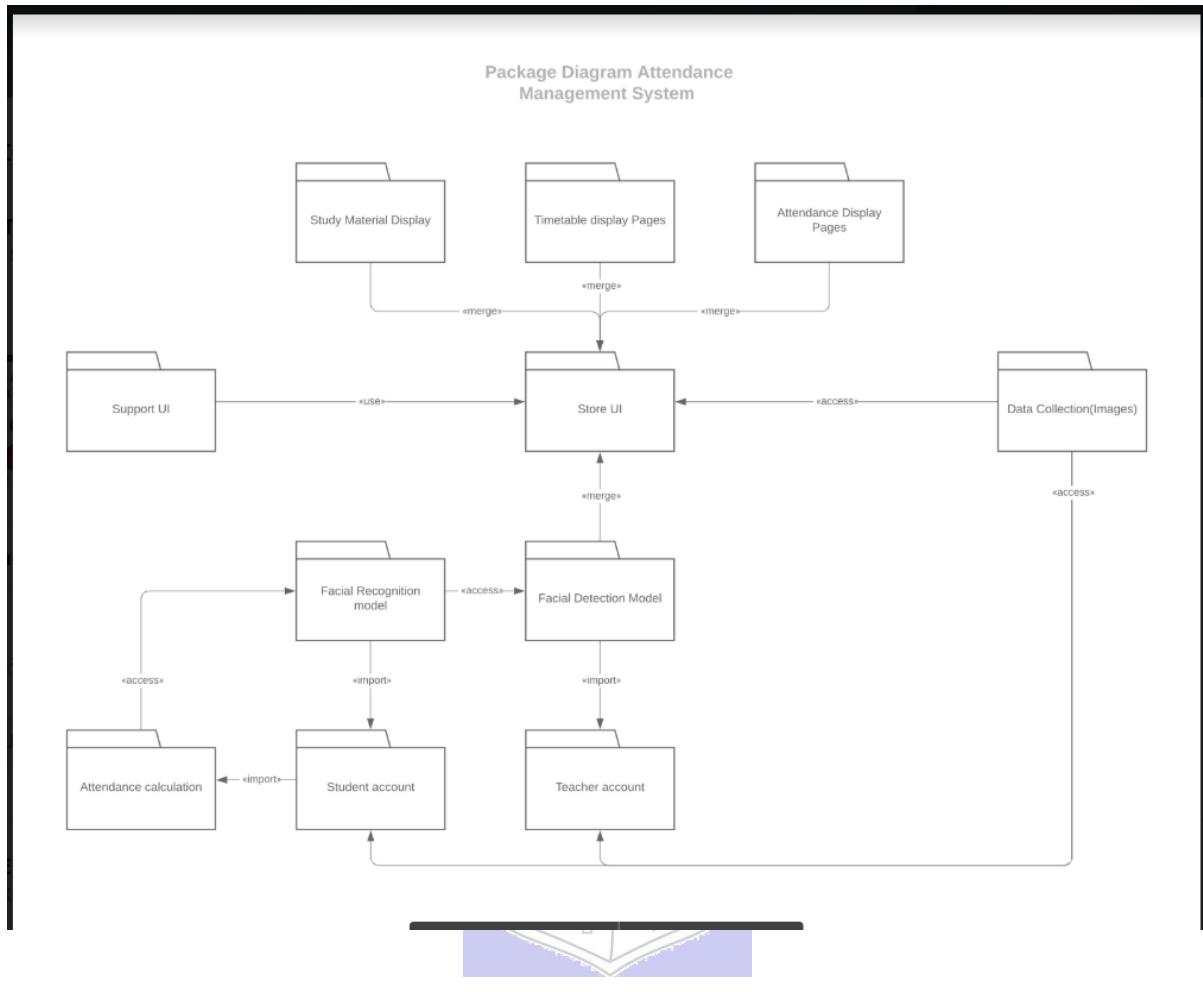 Package Diagram Attendance
Management System
Study Material Display
Timetable display Pages
Attendance Display
Pages
«merge»
«merge»
«merge»
Support UI
«use»
Store UI
«access»
Data Collection(Images)
«merge»
«access»
Facial Recognition
model
«access»
Facial Detection Model
«access»
«import»
«import»
Attendance calculation
«import»
Student account
Teacher account